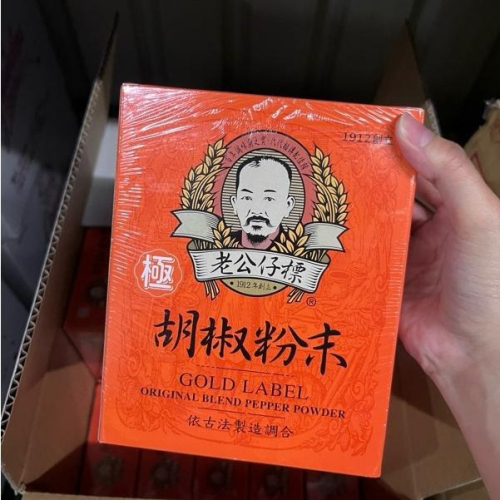 1912創
極
老公仔標
1912年創立
®
胡椒粉末
GOLD LABEL
ORIGINAL BLEND PEPPER POWDER
依古法製造調合